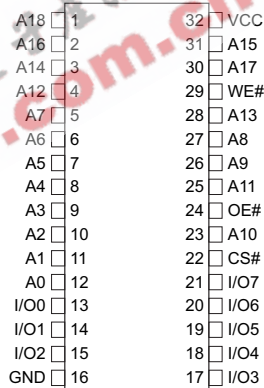 A18 1 32 VCC
A16 2 31 A15
A14 3 30 A17
A12 4 29 WE#
A7 5 28 A13
A6 6 27 A8
A5 7 26 A9
A4 8 25 A11
A3 9 24 OE#
A2 10 23 A10
A1 11 22 CS#
A0 12 21 I/O7
I/O0 13 20 I/O6
I/O1 14 19 I/O5
I/O2 15 18 I/O4
GND 16 17 I/O3
.com.cn